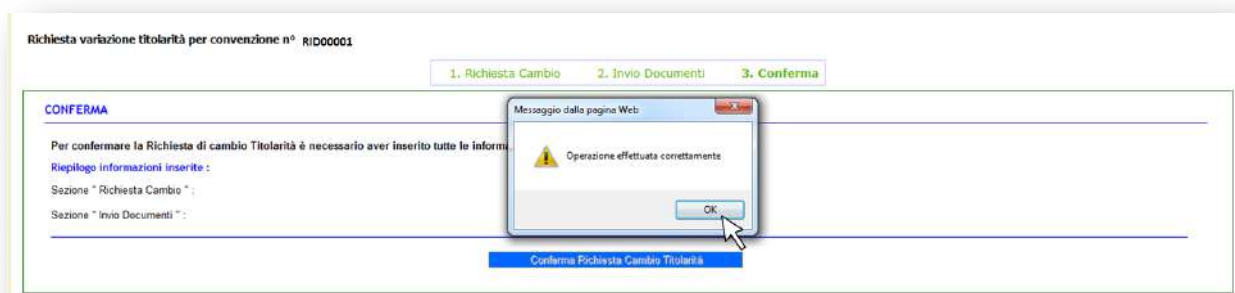 Richiesta variazione titolarità per convenzione n° RID00001
1. Richiesta Cambio 2. Invio Documenti 3. Conferma
CONFERMA
Messaggio dalla pagina Web
Per confermare la Richiesta di cambio Titolarità è necessario aver inserito tutte le inform
Operazione effettuata correttamente
Riepilogo informazioni inserite :
Sezione " Richiesta Cambio " :
Sezione " Invio Documenti " :
OK
Conferma Richiesta Cambio Titolarità